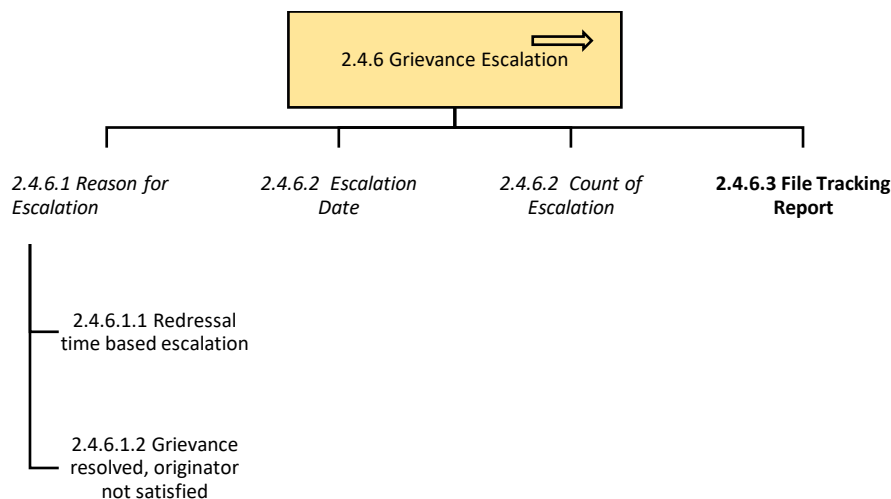 2.4.6 Grievance Escalation
2.4.6.1 Reason for
Escalation
2.4.6.2 Escalation
Date
2.4.6.2 Count of
Escalation
2.4.6.3 File Tracking
Report
2.4.6.1.1 Redressal
time based escalation
2.4.6.1.2 Grievance
resolved, originator
not satisfied